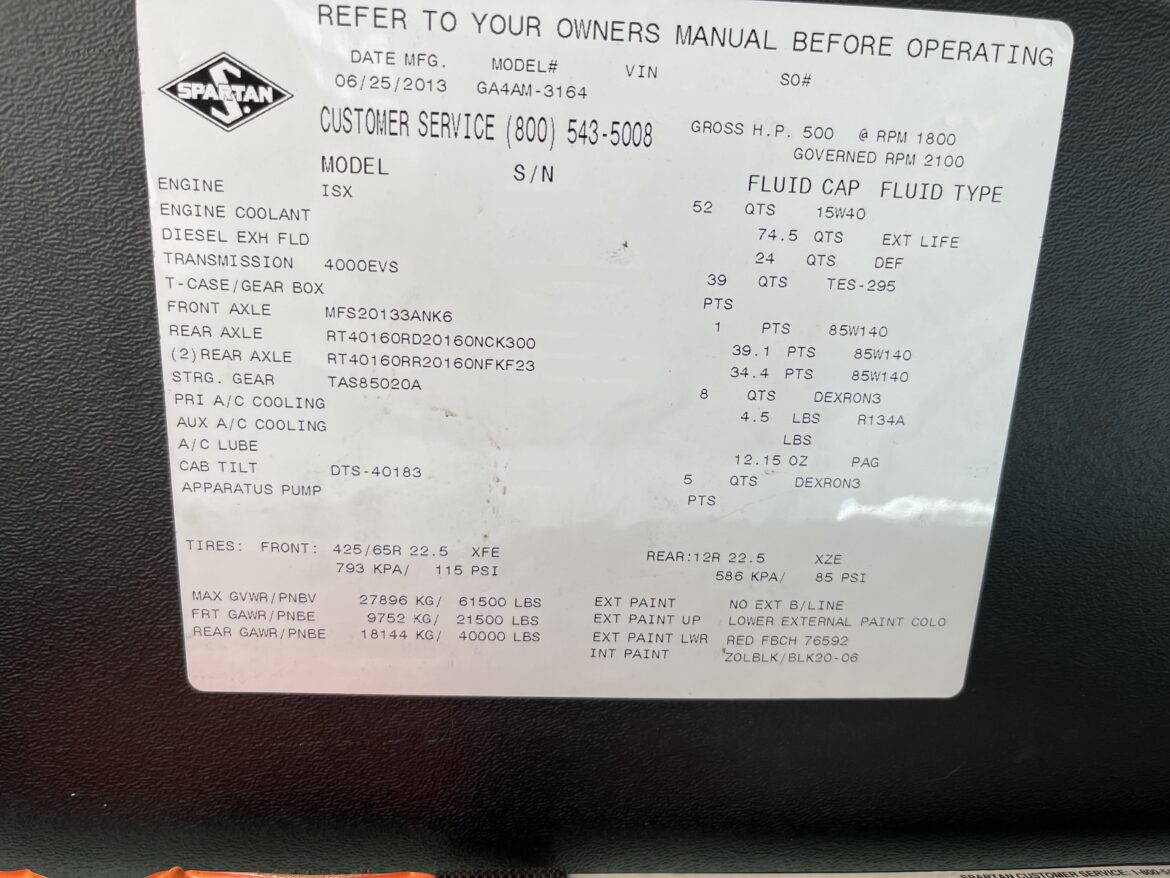 REFER TO YOUR OWNERS MANUAL BEFORE OPERATING
SPARTAN
DATE MFG. MODEL# VIN SO#
06/25/2013 GA4AM-3164
CUSTOMER SERVICE (800) 543-5008
GROSS H.P. 500 @ RPM 1800
GOVERNED RPM 2100
MODEL S/N FLUID CAP FLUID TYPE
ENGINE ISX 52 QTS 15W40
ENGINE COOLANT 74.5 QTS EXT LIFE
DIESEL EXH FLD 24 QTS DEF
TRANSMISSION 4000EVS 39 QTS TES-295
T-CASE/GEAR BOX PTS
FRONT AXLE MFS20133ANK6 1 PTS 85W140
REAR AXLE RT40160RD20160NCK300 39.1 PTS 85W140
(2)REAR AXLE RT40160RR20160NFKF23 34.4 PTS 85W140
STRG. GEAR TAS85020A 8 QTS DEXRON3
PRI A/C COOLING 4.5 LBS R134A
AUX A/C COOLING LBS
A/C LUBE 12.15 OZ PAG
CAB TILT DTS-40183 5 QTS DEXRON3
APPARATUS PUMP PTS
TIRES: FRONT: 425/65R 22.5 XFE REAR:12R 22.5 XZE
793 KPA/ 115 PSI 586 KPA/ 85 PSI
MAX GVWR/PNBV 27896 KG/ 61500 LBS EXT PAINT NO EXT B/LINE
FRT GAWR/PNBE 9752 KG/ 21500 LBS EXT PAINT UP LOWER EXTERNAL PAINT COLO
REAR GAWR/PNBE 18144 KG/ 40000 LBS EXT PAINT LWR RED FBCH 76592
INT PAINT ZOLBLK/BLK20-06
SPARTAN CUSTOMER SERVICE: 1-800-5